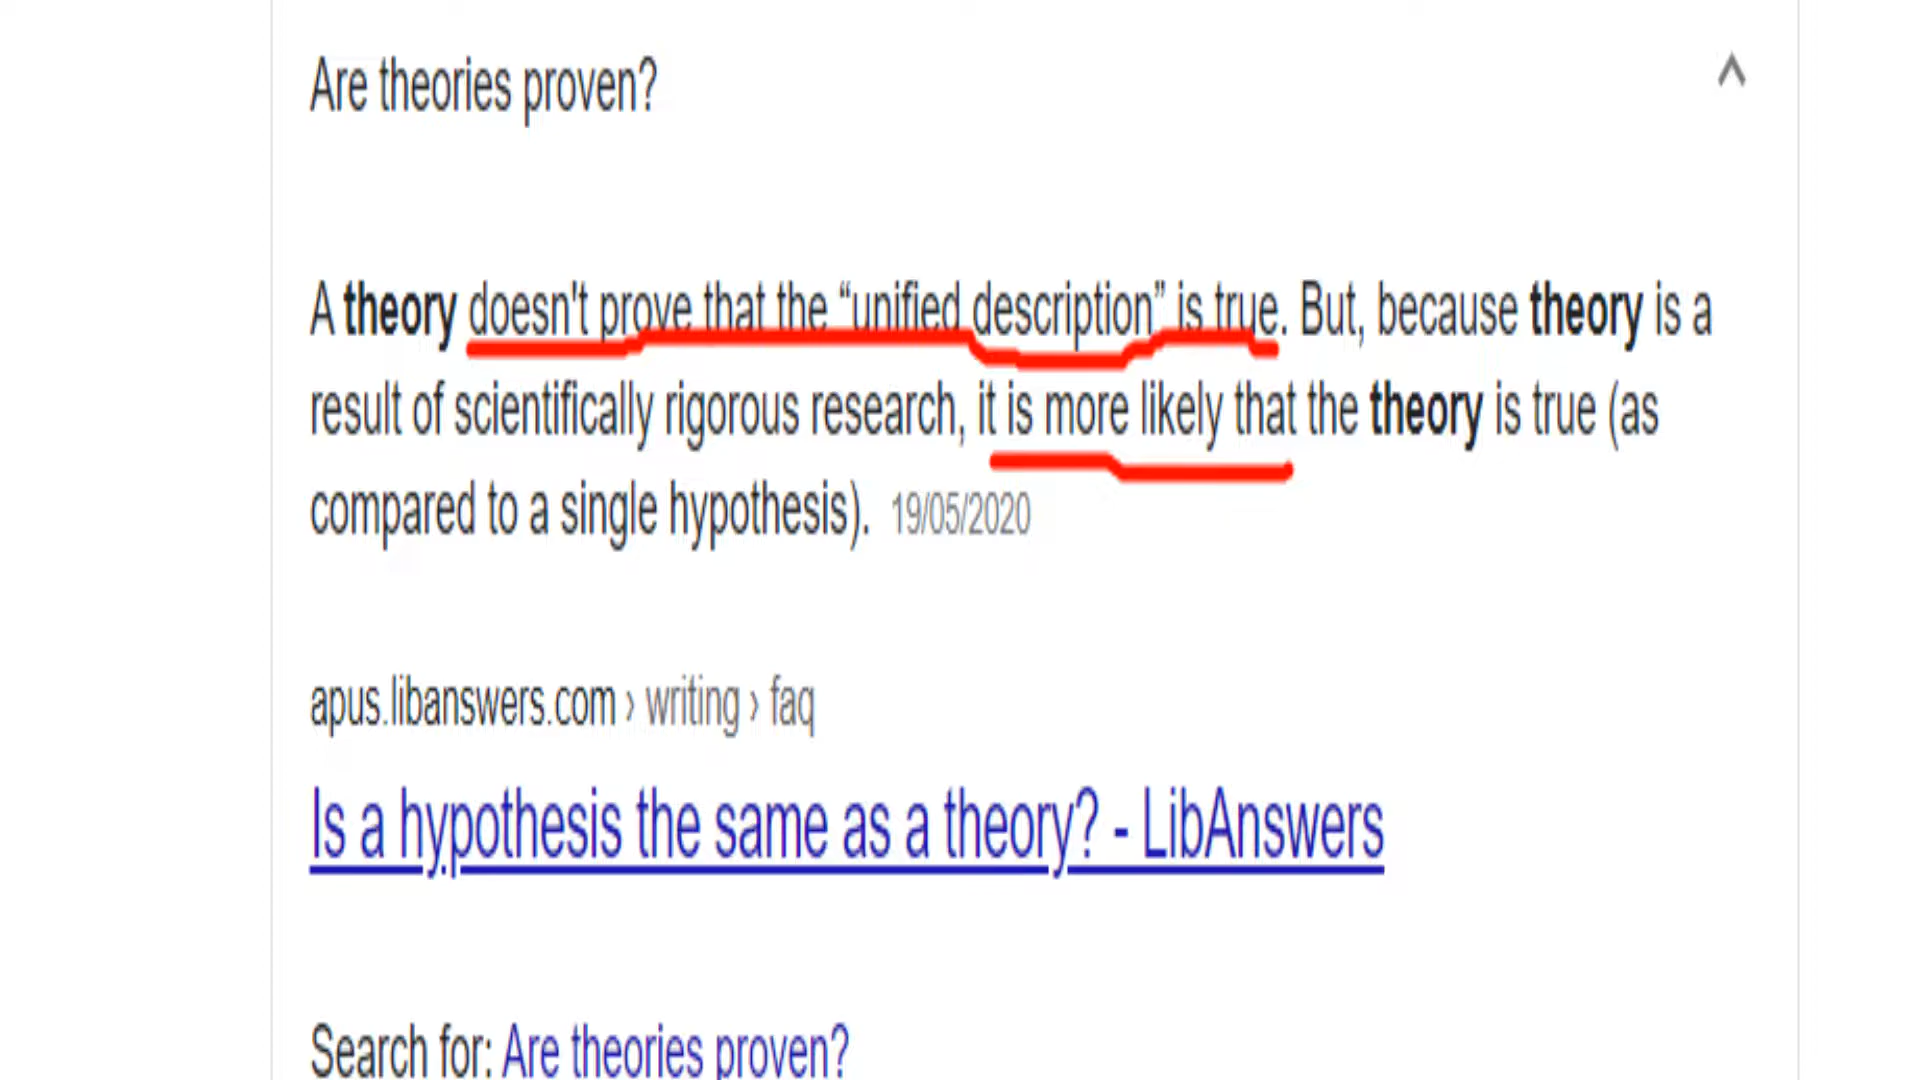 Are theories proven?
A theory doesn't prove that the “unified description” is true. But, because theory is a
result of scientifically rigorous research, it is more likely that the theory is true (as
compared to a single hypothesis). 19/05/2020
apus.libanswers.com › writing › faq
Is a hypothesis the same as a theory? - LibAnswers
Search for: Are theories proven?